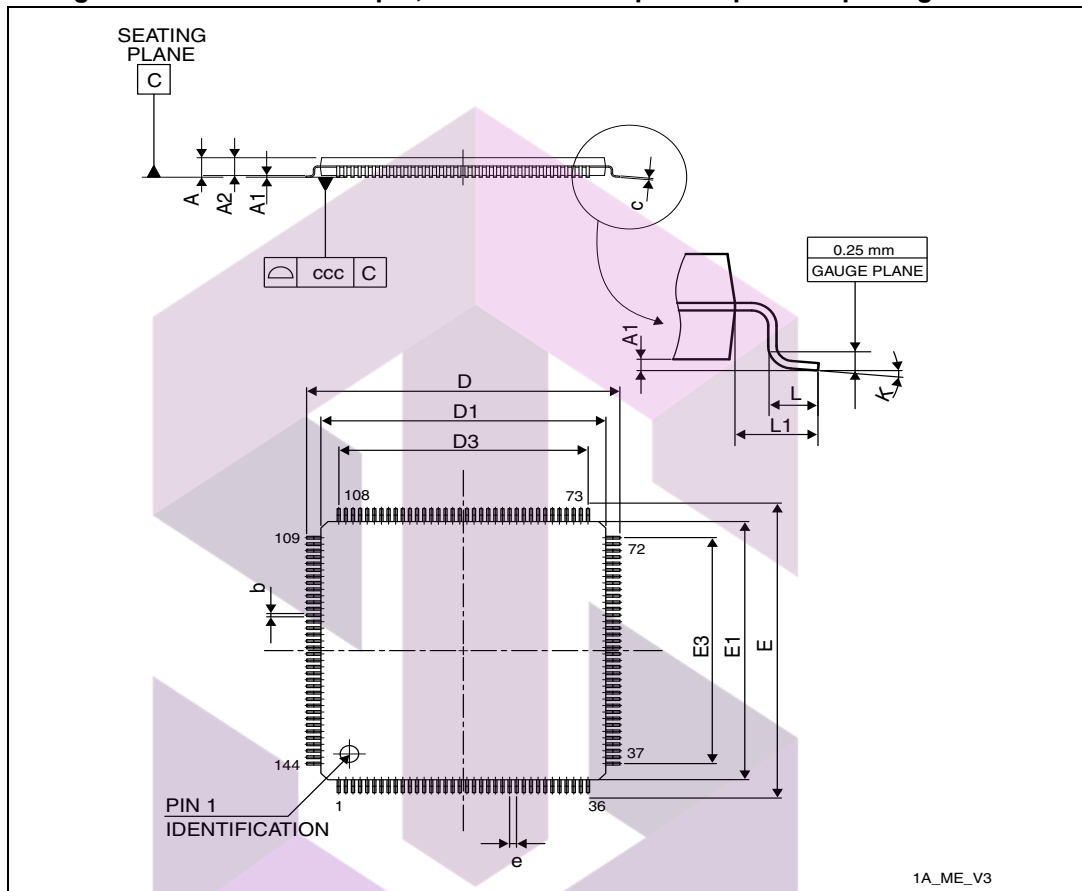 SEATING
PLANE
C
A
A2
A1
c
ccc C
0.25 mm
GAUGE PLANE
A1
K
L
L1
D
D1
D3
108
73
109
72
b
E3
E1
E
144
37
PIN 1
IDENTIFICATION
1
36
e
1A_ME_V3